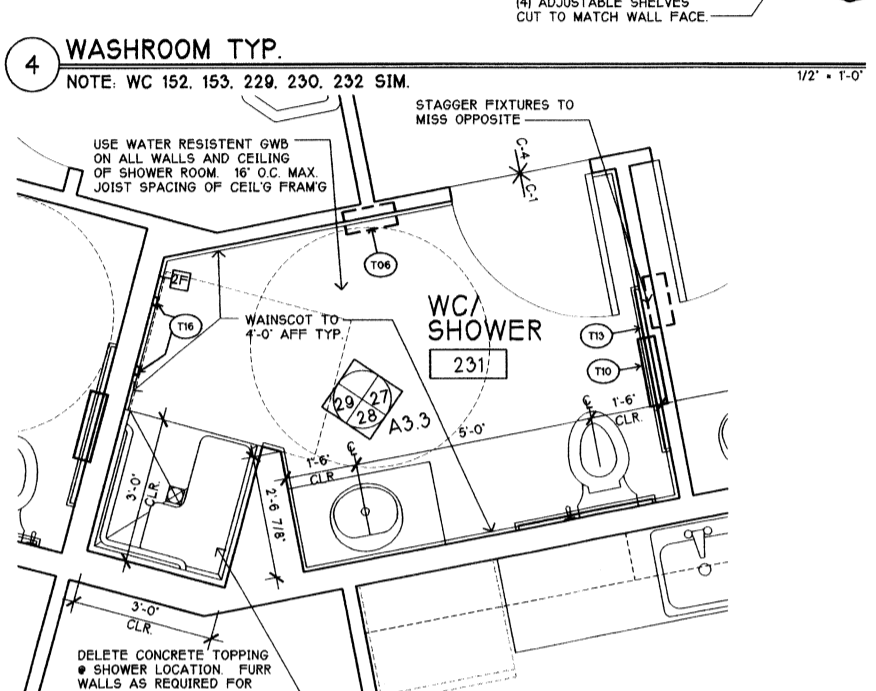 (4) ADJUSTABLE SHELVES
CUT TO MATCH WALL FACE.
4
WASHROOM TYP.
NOTE: WC 152, 153, 229, 230, 232 SIM.
1/2" = 1'-0"
STAGGER FIXTURES TO
MISS OPPOSITE
USE WATER RESISTENT GWB
ON ALL WALLS AND CEILING
OF SHOWER ROOM. 16" O.C. MAX.
JOIST SPACING OF CEIL'G FRAM'G
C-4
C-1
T06
2F
T16
WAINSCOT TO
4'-0" AFF TYP.
WC/
SHOWER
231
T13
T10
29
27
28
A3.3
5'-0"
1'-6"
CLR.
1'-6"
CLR
3'-0"
CLR.
2'-6 7/8"
3'-0"
CLR.
DELETE CONCRETE TOPPING
@ SHOWER LOCATION. FURR
WALLS AS REQUIRED FOR